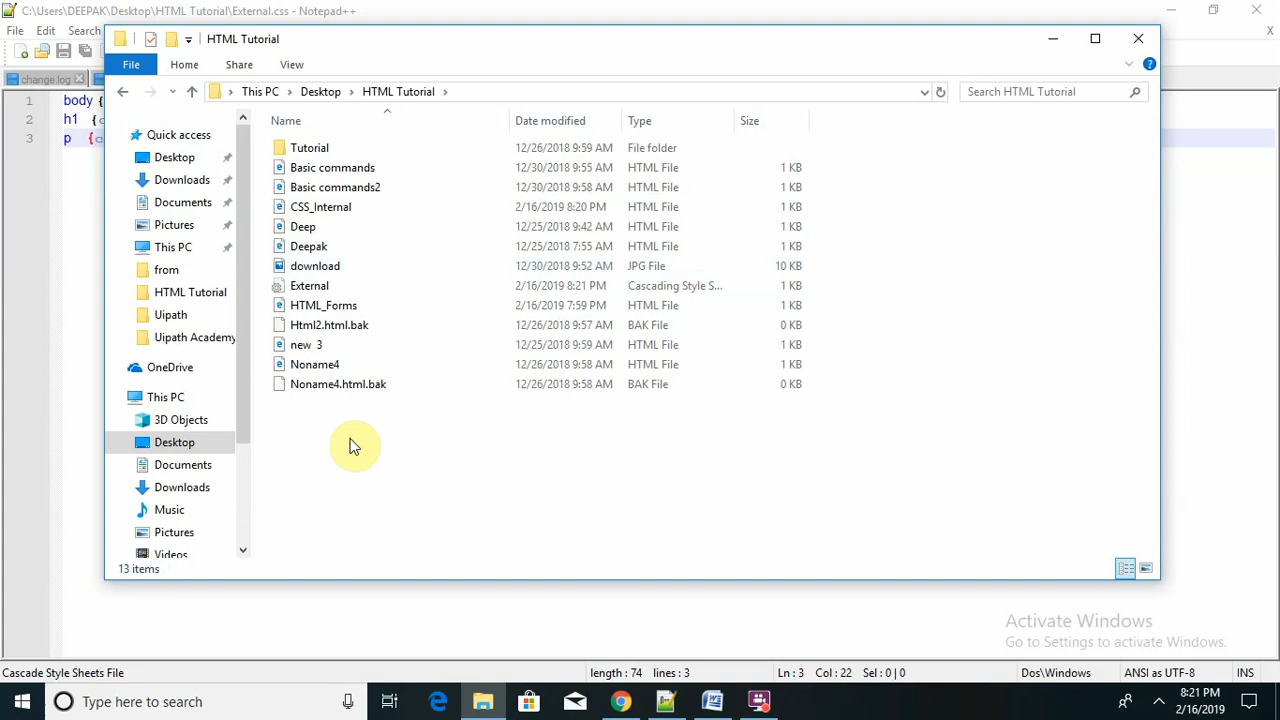 C:\Users\DEEPAK\Desktop\HTML Tutorial\External.css - Notepad++
File Edit Search
HTML Tutorial
File Home Share View
This PC > Desktop > HTML Tutorial >
Search HTML Tutorial
change.log
1 body {
2 h1 {
3 p {
Quick access
Desktop
Downloads
Documents
Pictures
This PC
from
HTML Tutorial
Uipath
Uipath Academy
OneDrive
This PC
3D Objects
Desktop
Documents
Downloads
Music
Pictures
Videos
Name Date modified Type Size
Tutorial 12/26/2018 9:59 AM File folder
Basic commands 12/30/2018 9:55 AM HTML File 1 KB
Basic commands2 12/30/2018 9:58 AM HTML File 1 KB
CSS_Internal 2/16/2019 8:20 PM HTML File 1 KB
Deep 12/25/2018 9:42 AM HTML File 1 KB
Deepak 12/25/2018 7:55 AM HTML File 1 KB
download 12/30/2018 9:52 AM JPG File 10 KB
External 2/16/2019 8:21 PM Cascading Style S... 1 KB
HTML_Forms 2/16/2019 7:59 PM HTML File 1 KB
Html2.html.bak 12/26/2018 9:57 AM BAK File 0 KB
new 3 12/25/2018 9:59 AM HTML File 1 KB
Noname4 12/26/2018 9:58 AM HTML File 1 KB
Noname4.html.bak 12/26/2018 9:58 AM BAK File 0 KB
13 items
Activate Windows
Go to Settings to activate Windows.
Cascade Style Sheets File length : 74 lines : 3 Ln : 3 Col : 22 Sel : 0 | 0 Dos\Windows ANSI as UTF-8 INS
Type here to search
8:21 PM
2/16/2019